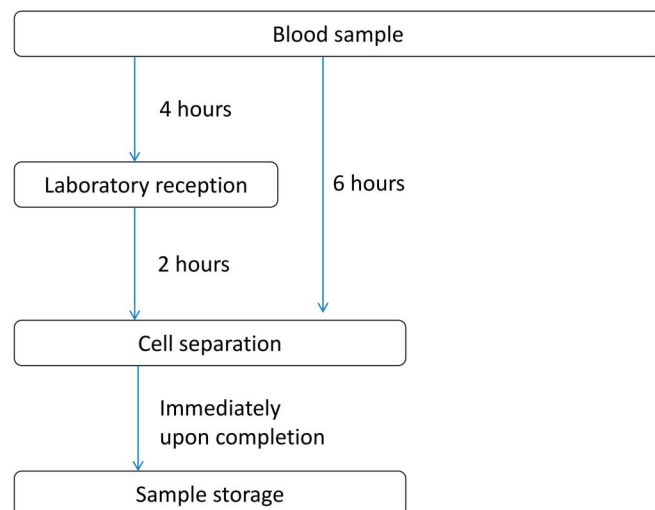 Blood sample
4 hours
Laboratory reception
6 hours
2 hours
Cell separation
Immediately
upon completion
Sample storage